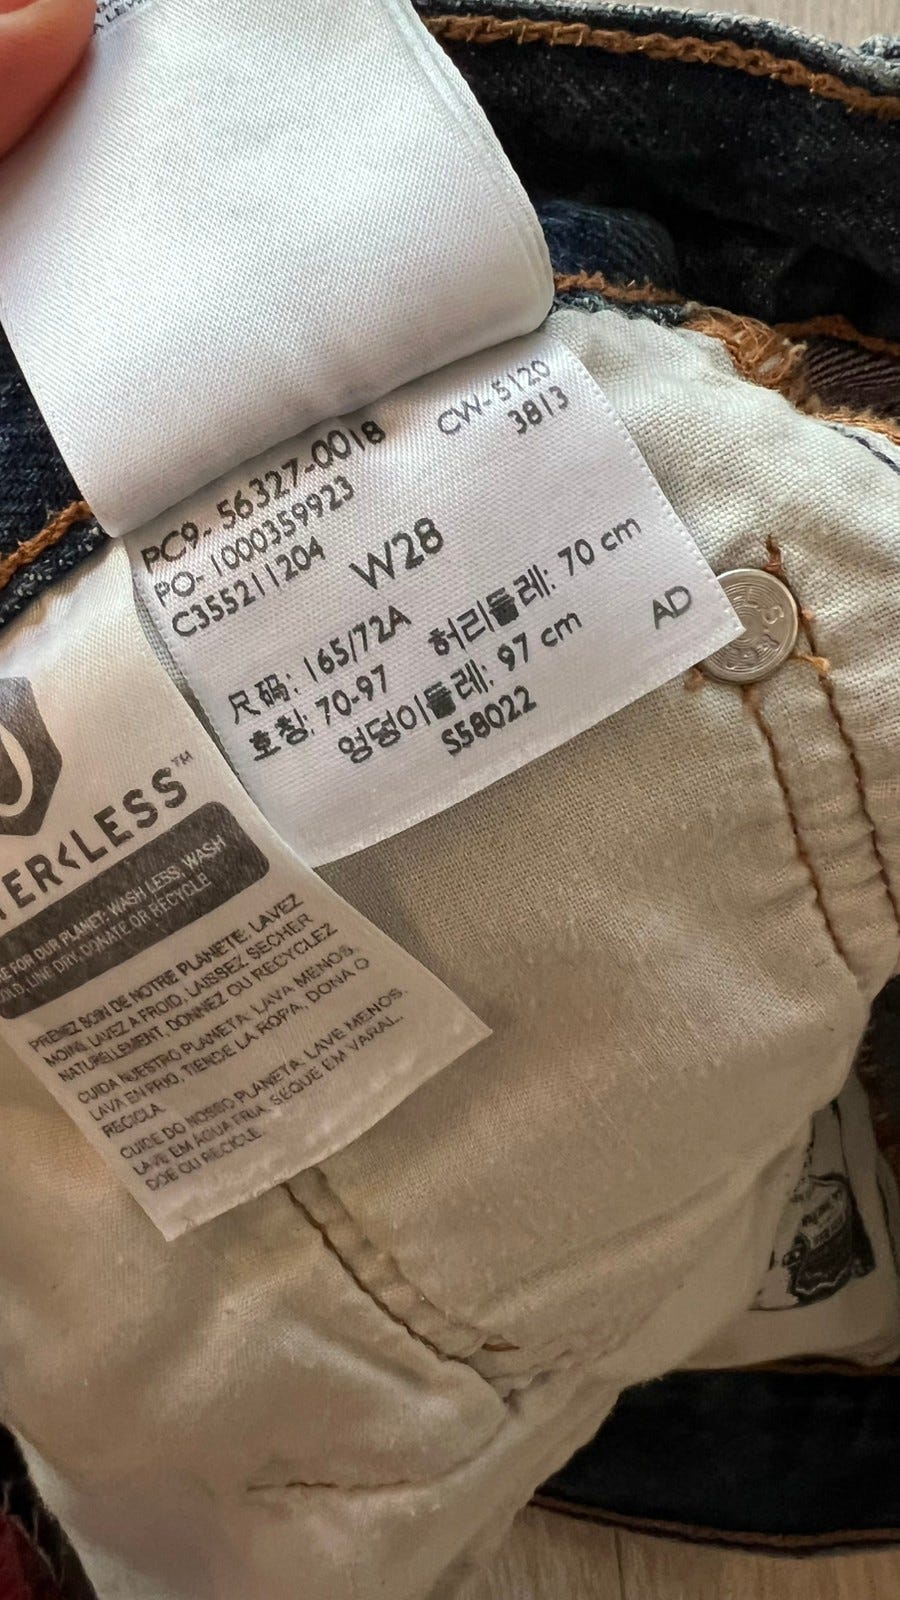 PC9- 56327-0018 CW-5120
PO-1000359923 3813
C355211204
W28
尺码: 165/72A 허리둘레: 70 cm
호칭: 70-97 엉덩이둘레: 97 cm
AD
S58022
TER<LESS™
RE FOR OUR PLANET: WASH LESS, WASH
COLD, LINE DRY, DONATE OR RECYCLE
PRENEZ SOIN DE NOTRE PLANETE: LAVEZ
MOINS, LAVEZ A FROID, LAISSEZ SECHER
NATURELLEMENT, DONNEZ OU RECYCLEZ
CUIDA NUESTRO PLANETA: LAVA MENOS,
LAVA EN FRIO, TIENDE LA ROPA, DONA O
RECICLA.
CUIDE DO NOSSO PLANETA: LAVE MENOS,
LAVE EM AGUA FRIA, SEQUE EM VARAL,
DOE OU RECICLE.